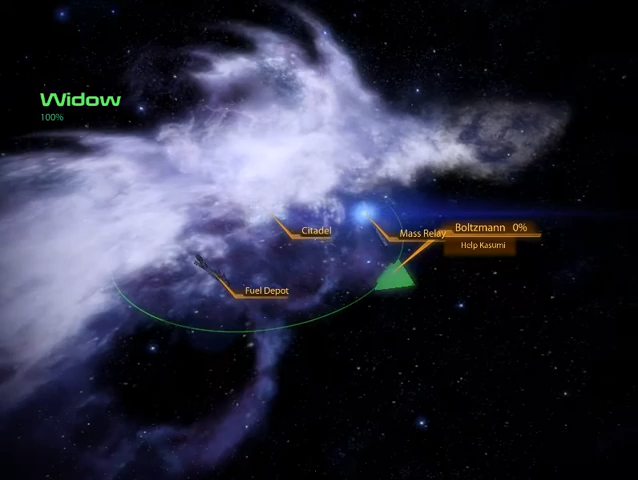 Widow
100%
Citadel
Mass Relay
Boltzmann 0%
Help Kasumi
Fuel Depot